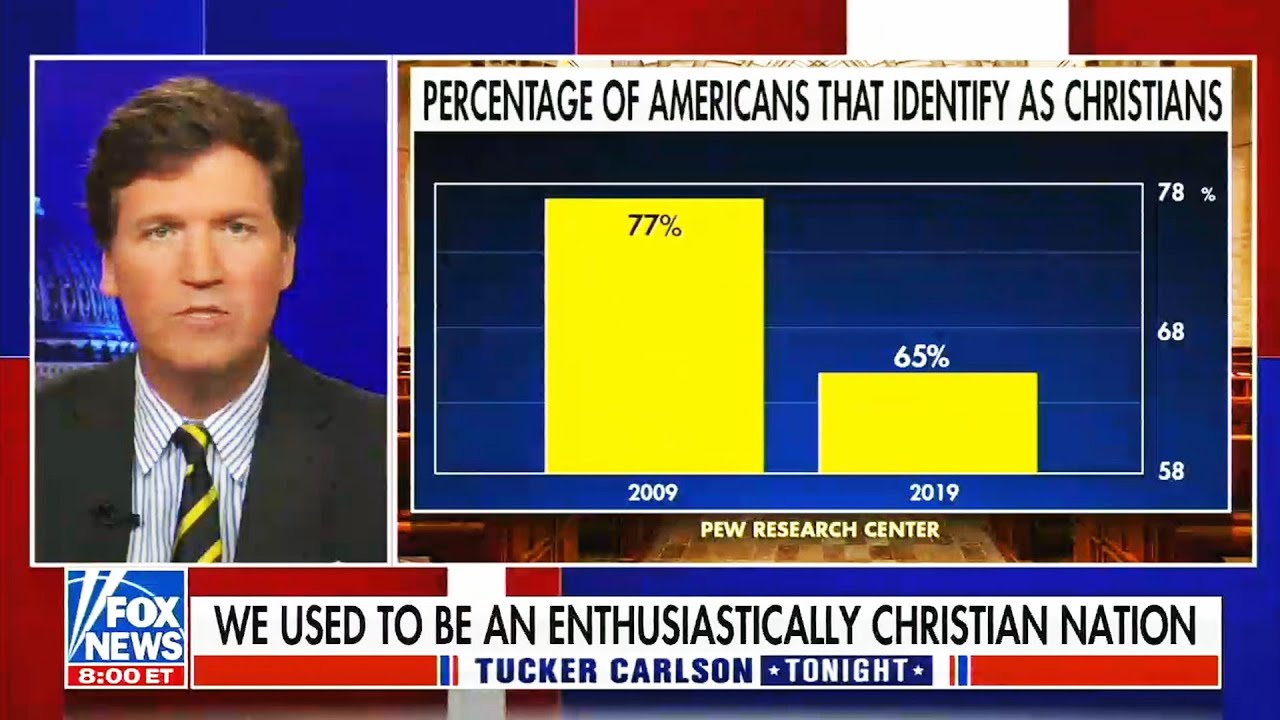 PERCENTAGE OF AMERICANS THAT IDENTIFY AS CHRISTIANS
78 %
77%
68
65%
58
2009 2019
PEW RESEARCH CENTER
FOX
NEWS
8:00 ET
WE USED TO BE AN ENTHUSIASTICALLY CHRISTIAN NATION
TUCKER CARLSON TONIGHT